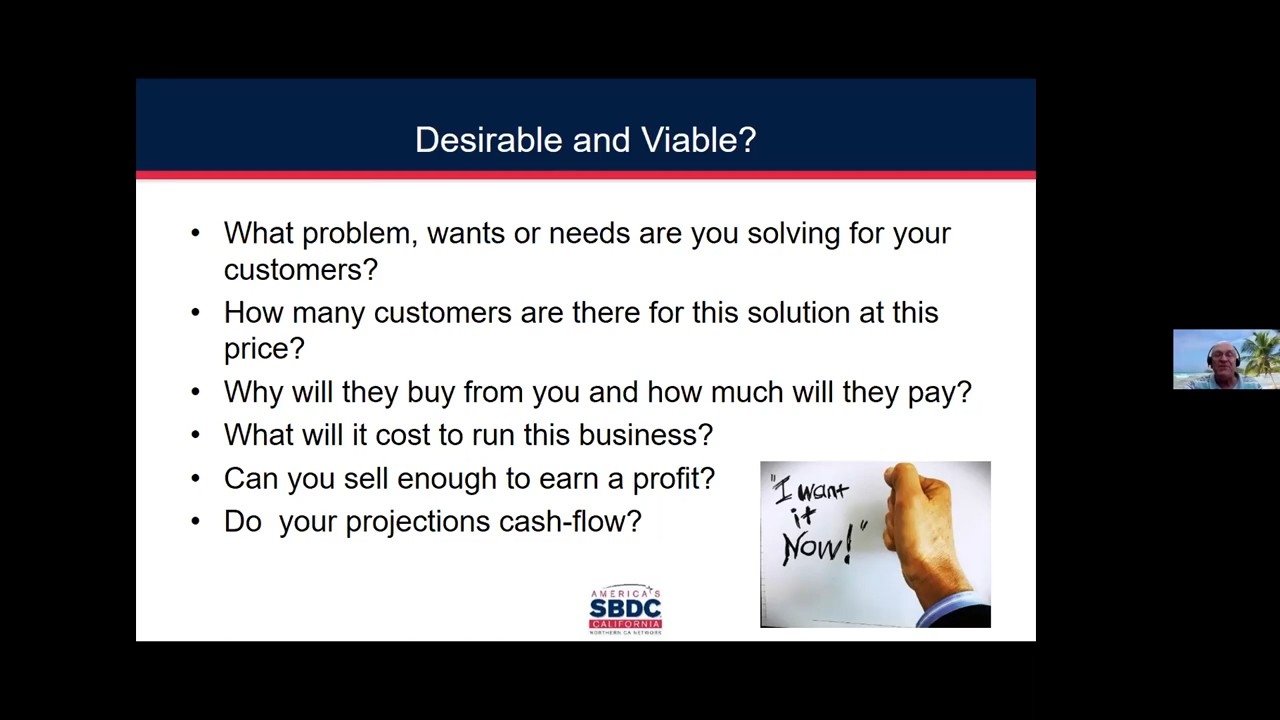 Desirable and Viable?
• What problem, wants or needs are you solving for your
customers?
• How many customers are there for this solution at this
price?
• Why will they buy from you and how much will they pay?
• What will it cost to run this business?
• Can you sell enough to earn a profit?
• Do  your projections cash-flow?
"I want
it
Now!"
AMERICA'S
SBDC
CALIFORNIA
NORTHERN CA NETWORK